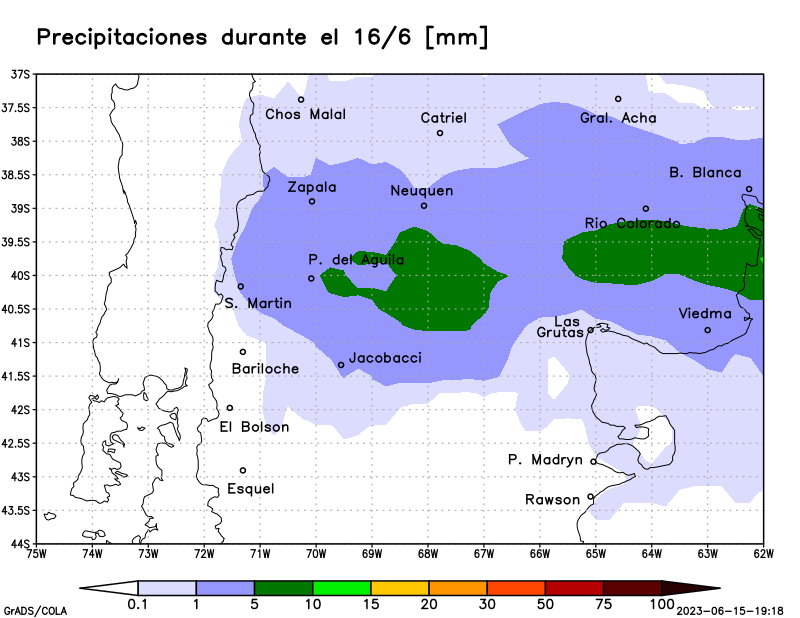 Precipitaciones durante el 16/6 [mm]
37S
37.5S
Chos Malal
Catriel
Gral. Acha
38S
38.5S
B. Blanca
Zapala
Neuquen
39S
Rio Colorado
39.5S
P. del Aguila
40S
S. Martin
40.5S
Viedma
Las
Grutas
41S
Jacobacci
Bariloche
41.5S
42S
El Bolson
42.5S
P. Madryn
43S
Esquel
Rawson
43.5S
44S
75W 74W 73W 72W 71W 70W 69W 68W 67W 66W 65W 64W 63W 62W
0.1 1 5 10 15 20 30 50 75 100
GrADS/COLA
2023-06-15-19:18